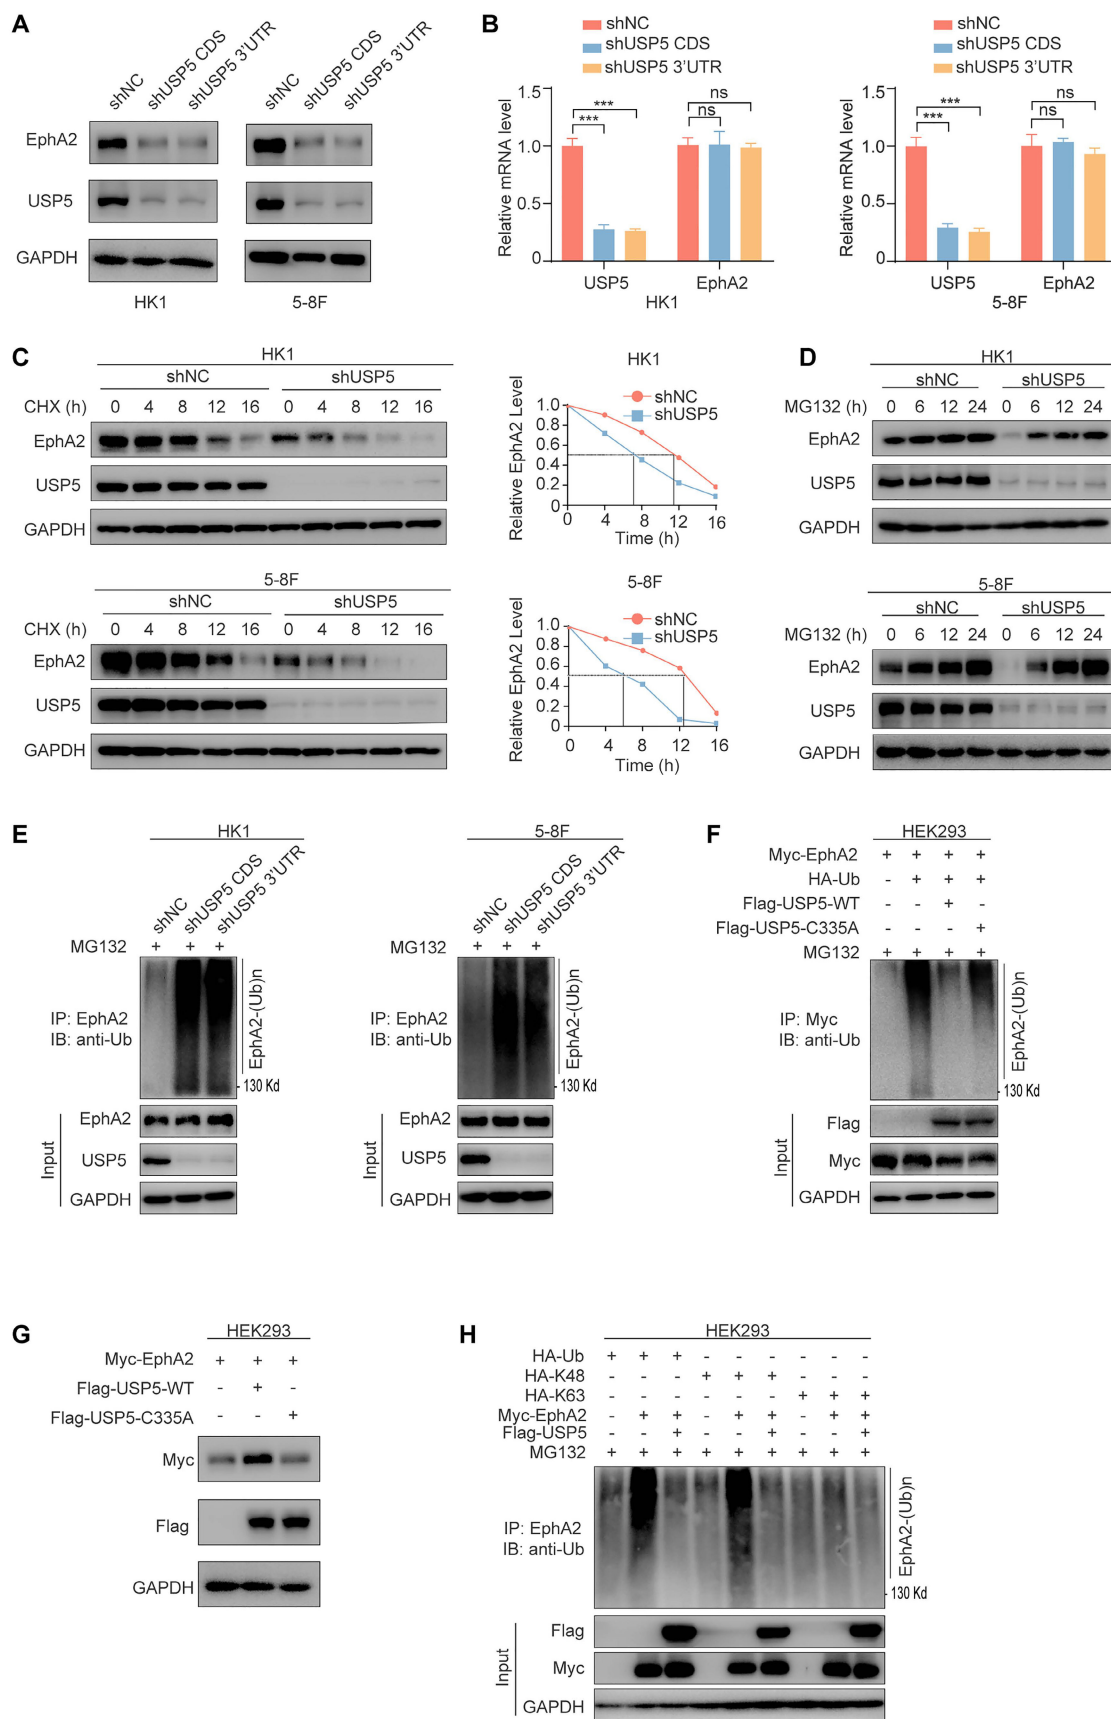 A
shNC
shUSP5 CDS
shUSP5 3'UTR
shNC
shUSP5 CDS
shUSP5 3'UTR
EphA2
USP5
GAPDH
HK1
5-8F
B
shNC
shUSP5 CDS
shUSP5 3'UTR
Relative mRNA level
1.5
1.0
0.5
0
***
***
ns
ns
USP5
EphA2
HK1
shNC
shUSP5 CDS
shUSP5 3'UTR
Relative mRNA level
1.5
1.0
0.5
0
***
***
ns
ns
USP5
EphA2
5-8F
C
HK1
shNC
shUSP5
CHX (h)
0 4 8 12 16 0 4 8 12 16
EphA2
USP5
GAPDH
HK1
shNC
shUSP5
Relative EphA2 Level
1.0
0.8
0.6
0.4
0.2
0
0 4 8 12 16
Time (h)
5-8F
shNC
shUSP5
CHX (h)
0 4 8 12 16 0 4 8 12 16
EphA2
USP5
GAPDH
5-8F
shNC
shUSP5
Relative EphA2 Level
1.0
0.8
0.6
0.4
0.2
0
0 4 8 12 16
Time (h)
D
HK1
shNC
shUSP5
MG132 (h) 0 6 12 24 0 6 12 24
EphA2
USP5
GAPDH
5-8F
shNC
shUSP5
MG132 (h) 0 6 12 24 0 6 12 24
EphA2
USP5
GAPDH
E
HK1
shNC
shUSP5 CDS
shUSP5 3'UTR
MG132 + + +
IP: EphA2
IB: anti-Ub
EphA2-(Ub)n
130 Kd
Input
EphA2
USP5
GAPDH
5-8F
shNC
shUSP5 CDS
shUSP5 3'UTR
MG132 + + +
IP: EphA2
IB: anti-Ub
EphA2-(Ub)n
130 Kd
Input
EphA2
USP5
GAPDH
F
HEK293
Myc-EphA2 + + + +
HA-Ub - + + +
Flag-USP5-WT - - + -
Flag-USP5-C335A - - - +
MG132 + + + +
IP: Myc
IB: anti-Ub
EphA2-(Ub)n
130 Kd
Input
Flag
Myc
GAPDH
G
HEK293
Myc-EphA2 + + +
Flag-USP5-WT - + -
Flag-USP5-C335A - - +
Myc
Flag
GAPDH
H
HEK293
HA-Ub + + + - - - - - -
HA-K48 - - - + + + - - -
HA-K63 - - - - - - + + +
Myc-EphA2 - + + - + + - + +
Flag-USP5 - - + - - + - - +
MG132 + + + + + + + + +
IP: EphA2
IB: anti-Ub
EphA2-(Ub)n
130 Kd
Input
Flag
Myc
GAPDH